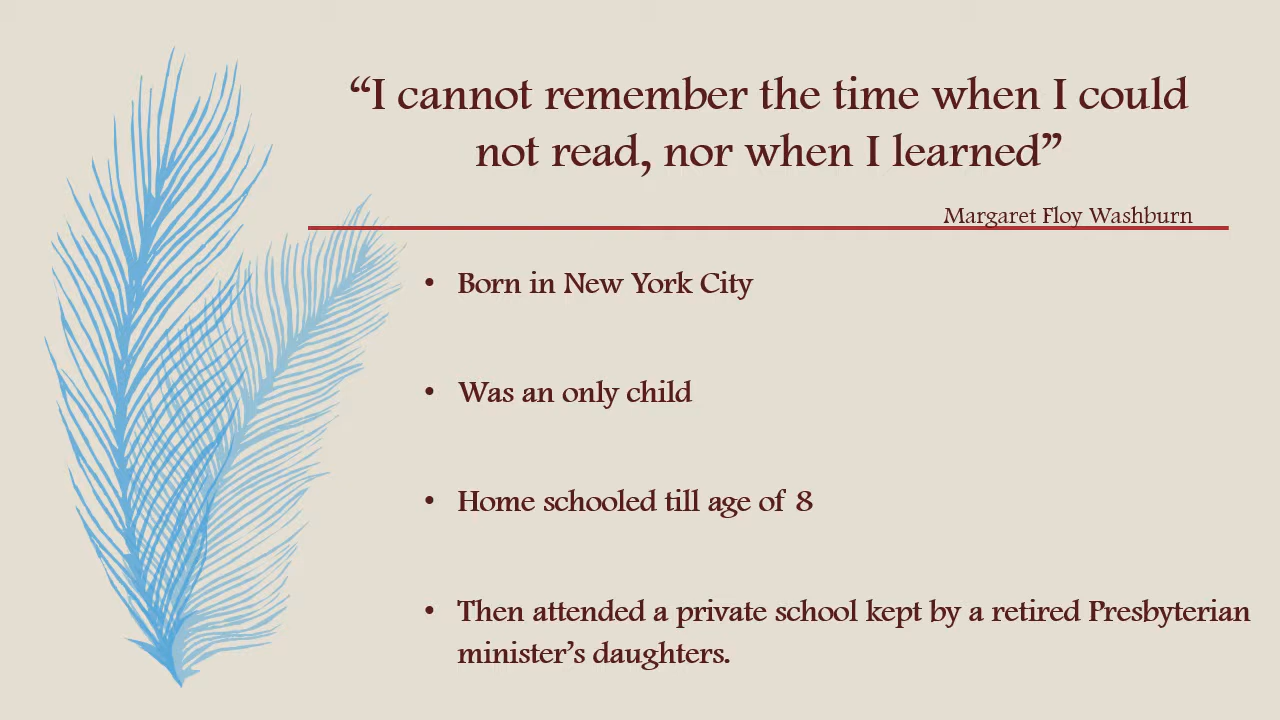 “I cannot remember the time when I could
not read, nor when I learned”
Margaret Floy Washburn
• Born in New York City
• Was an only child
• Home schooled till age of 8
• Then attended a private school kept by a retired Presbyterian
minister’s daughters.